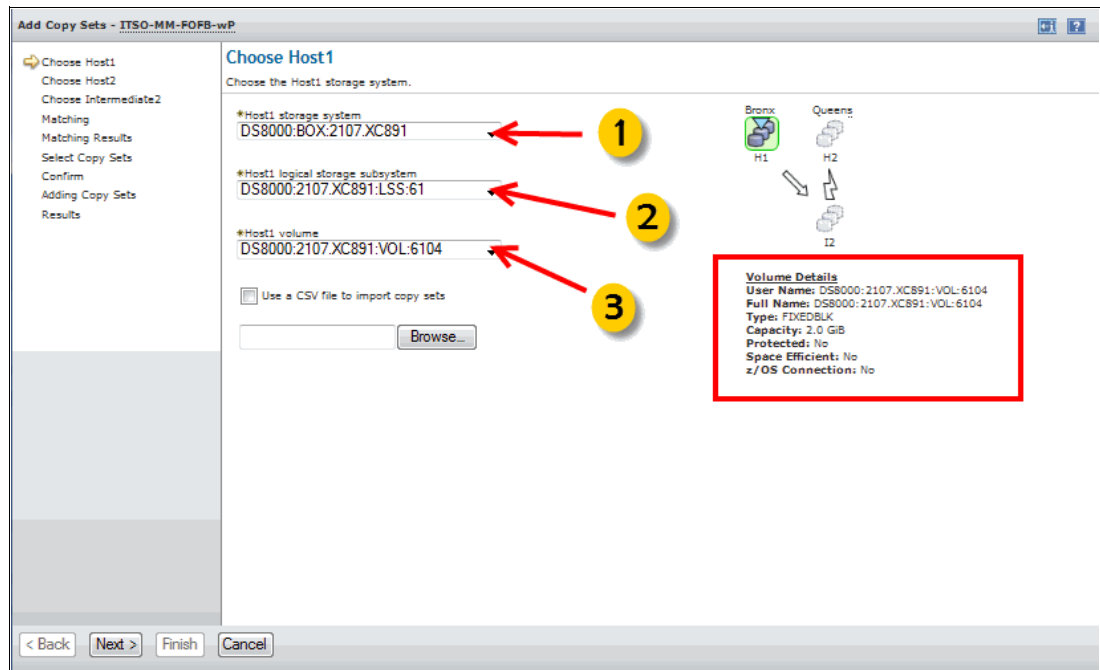 Add Copy Sets - ITSO-MM-FOFB-wP
Choose Host1
Choose Host2
Choose Intermediate2
Matching
Matching Results
Select Copy Sets
Confirm
Adding Copy Sets
Results
Choose Host1
Choose the Host1 storage system.
*Host1 storage system
DS8000:BOX:2107.XC891
1
*Host1 logical storage subsystem
DS8000:2107.XC891:LSS:61
2
*Host1 volume
DS8000:2107.XC891:VOL:6104
3
Use a CSV file to import copy sets
Browse...
Bronx Queens
H1 H2
I2
Volume Details
User Name: DS8000:2107.XC891:VOL:6104
Full Name: DS8000:2107.XC891:VOL:6104
Type: FIXEDBLK
Capacity: 2.0 GiB
Protected: No
Space Efficient: No
z/OS Connection: No
< Back Next > Finish Cancel